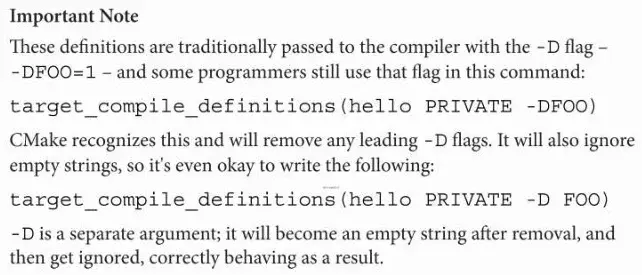 Important Note
These definitions are traditionally passed to the compiler with the -D flag –
-DFOO=1 – and some programmers still use that flag in this command:
target_compile_definitions(hello PRIVATE -DFOO)
CMake recognizes this and will remove any leading -D flags. It will also ignore
empty strings, so it's even okay to write the following:
target_compile_definitions(hello PRIVATE -D FOO)
-D is a separate argument; it will become an empty string after removal, and
then get ignored, correctly behaving as a result.